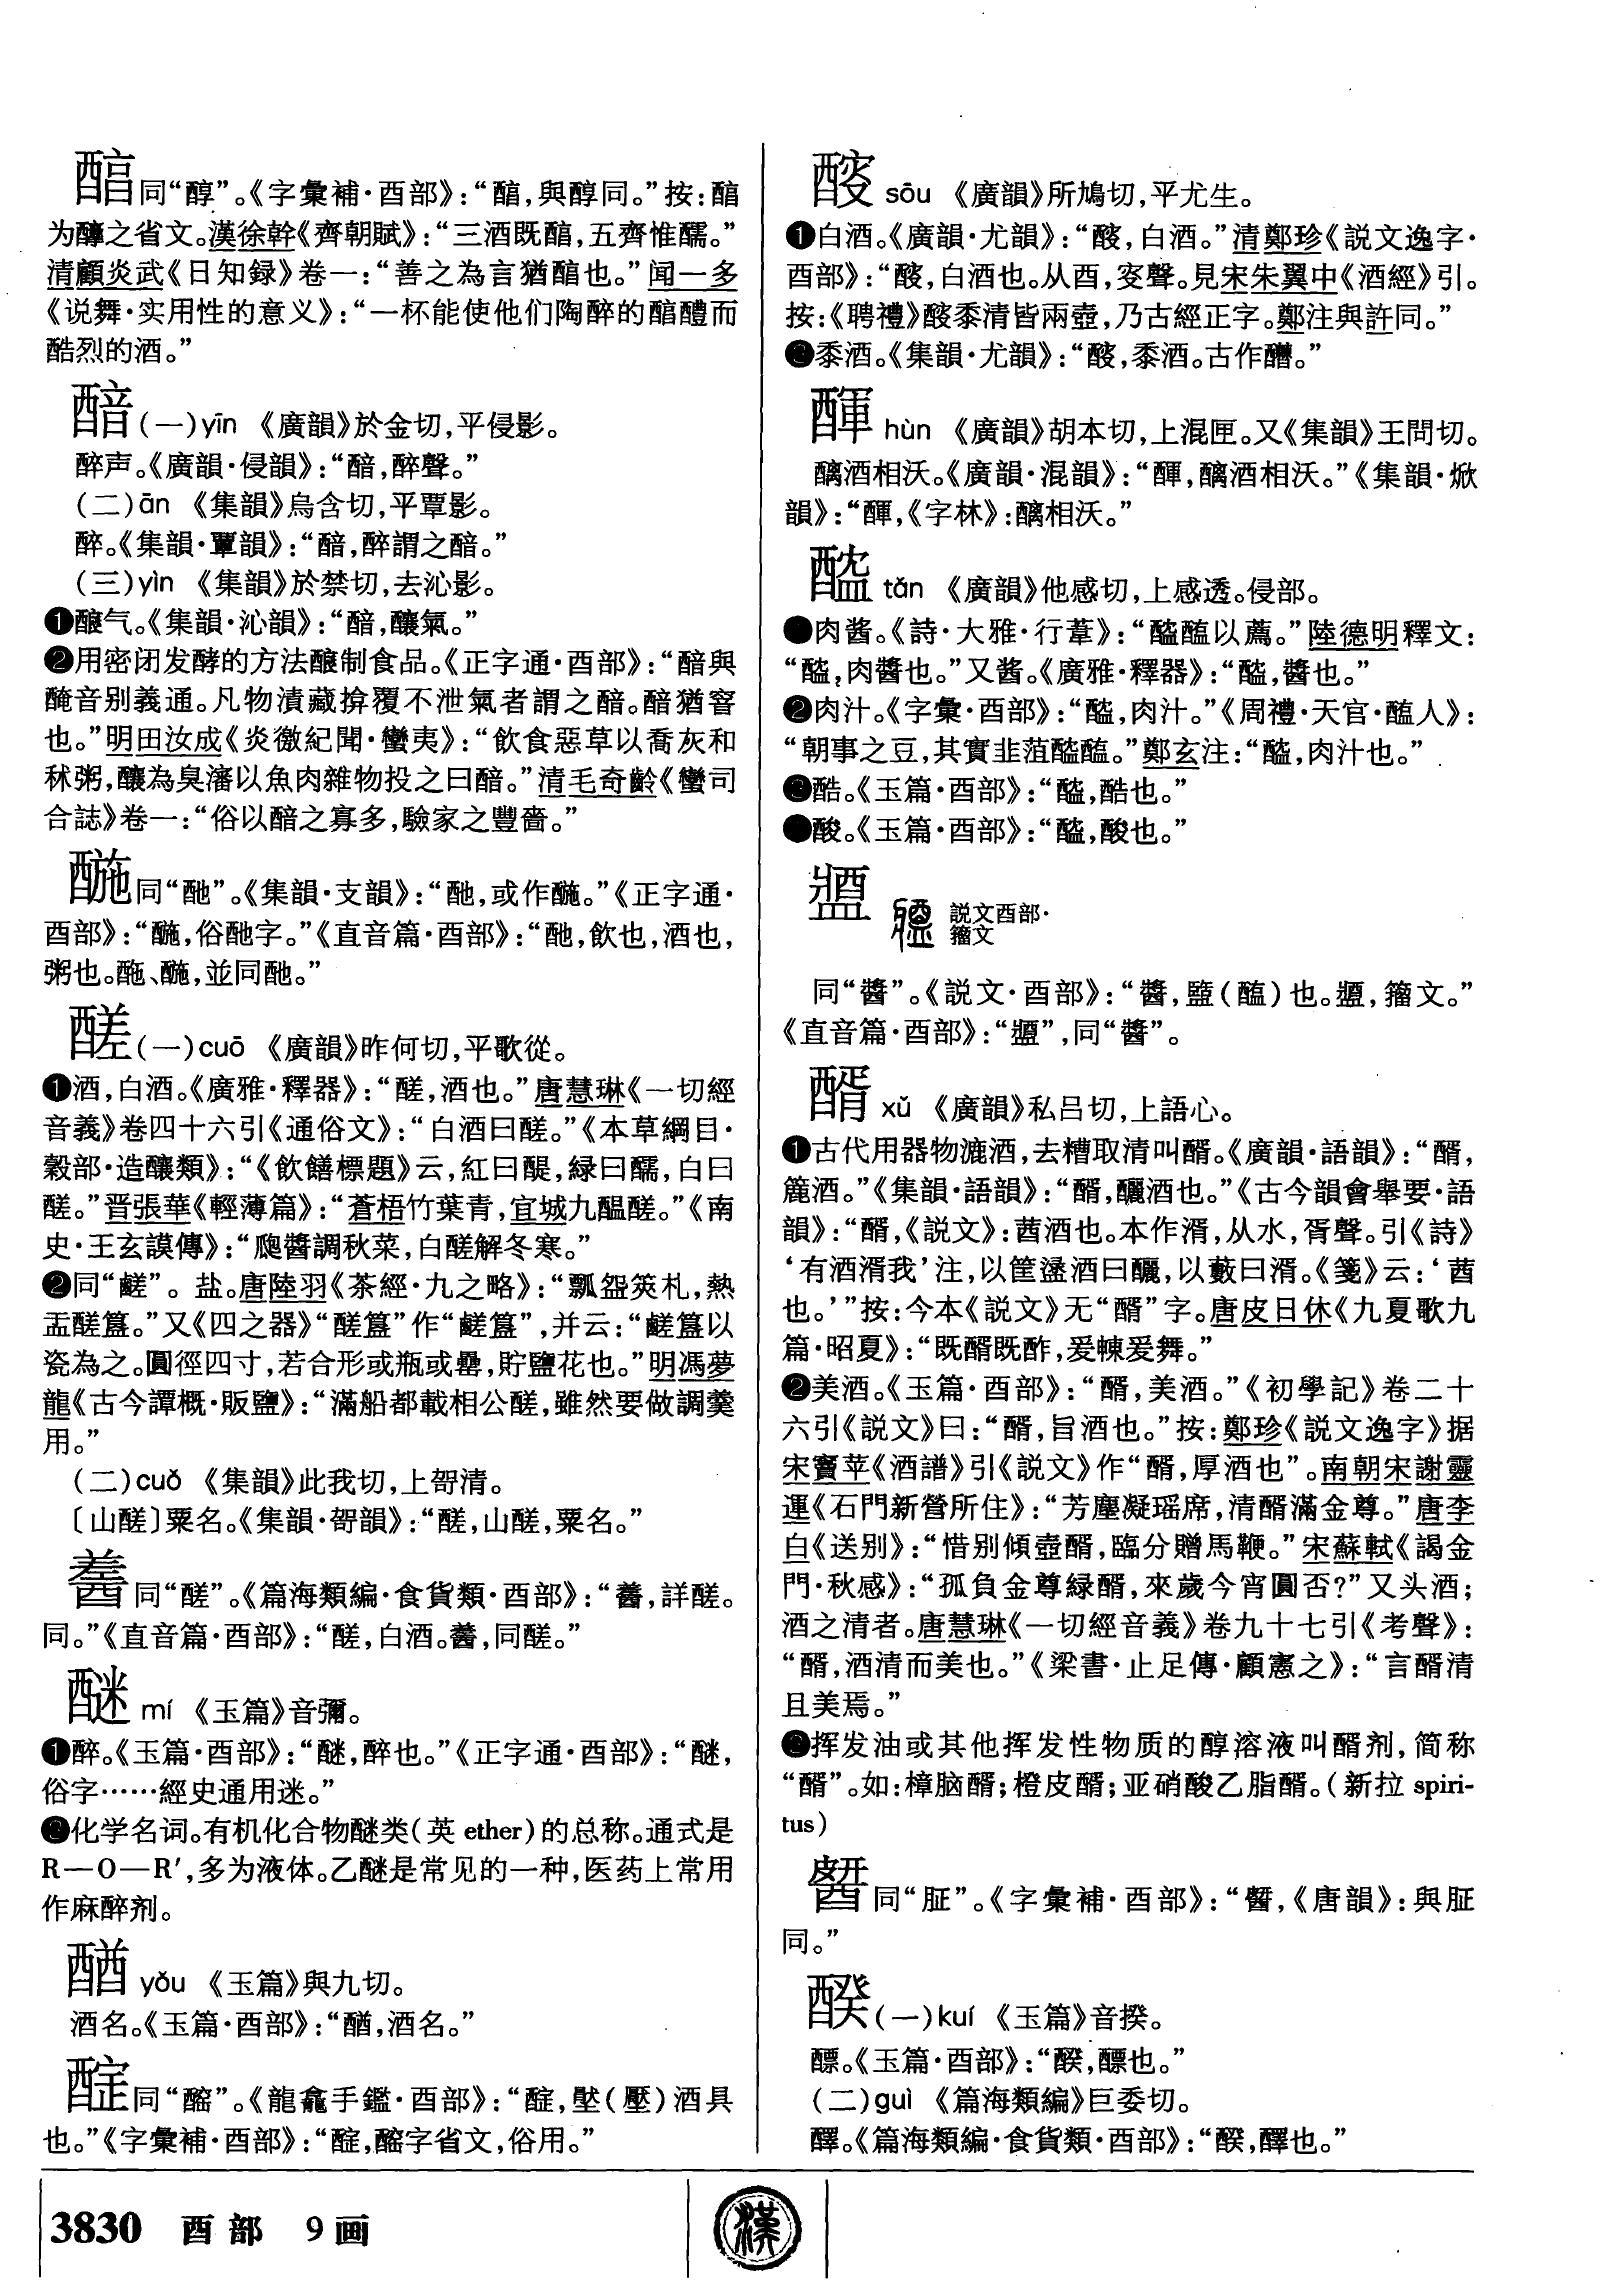 醕同“醇”。《字彙補·酉部》：“醕，與醇同。”按：醕
为𨣆之省文。漢徐幹《齊朝賦》：“三酒既醕，五齊惟醹。”
清顧炎武《日知録》卷一：“善之為言猶醕也。”闻一多
《说舞·实用性的意义》：“一杯能使他们陶醉的醕醴而
酷烈的酒。”
醅(一)yīn 《廣韻》於金切，平侵影。
醉声。《廣韻·侵韻》：“䤃，醉聲。”
(二)ān 《集韻》烏含切，平覃影。
醉。《集韻·覃韻》：“䤃，醉謂之䤃。”
(三)yìn 《集韻》於禁切，去沁影。
❶釀气。《集韻·沁韻》：“䤃，釀氣。”
❷用密闭发酵的方法釀制食品。《正字通·酉部》：“䤃與
醃音别義通。凡物漬藏揜覆不泄氣者謂之䤃。䤃猶窨
也。”明田汝成《炎徼紀聞·蠻夷》：“飲食惡草以喬灰和
秫粥，釀為臭瀋以魚肉雜物投之曰䤃。”清毛奇齡《蠻司
合誌》卷一：“俗以䤃之寡多，驗家之豐嗇。”
同“酏”。《集韻·支韻》：“酏，或作。”《正字通·
酉部》：“，俗酏字。”《直音篇·酉部》：“酏，飲也，酒也，
粥也。、，並同酏。”
醝(一)cuō 《廣韻》昨何切，平歌從。
❶酒，白酒。《廣雅·釋器》：“醝，酒也。”唐慧琳《一切經
音義》卷四十六引《通俗文》：“白酒曰醝。”《本草綱目·
穀部·造釀類》：“《飲饍標題》云，紅曰醍，緑曰醹，白曰
醝。”晋張華《輕薄篇》：“蒼梧竹葉青，宜城九醖醝。”《南
史·王玄謨傳》：“瓟醬調秋菜，白醝解冬寒。”
❷同“鹺”。盐。唐陸羽《茶經·九之略》：“瓢盌筴札，熱
盂醝簋。”又《四之器》“醝簋”作“鹺簋”，并云：“鹺簋以
瓷為之。圓徑四寸，若合形或瓶或罍，貯鹽花也。”明馮夢
龍《古今譚概·販鹽》：“滿船都載相公醝，雖然要做調羹
用。”
(二)cuǒ 《集韻》此我切，上哿清。
〔山醝〕粟名。《集韻·哿韻》：“醝，山醝，粟名。”
同“醝”。《篇海類編·食貨類·酉部》：“，詳醝。
同。”《直音篇·酉部》：“醝，白酒。，同醝。”
醚 mí 《玉篇》音彌。
❶醉。《玉篇·酉部》：“醚，醉也。”《正字通·酉部》：“醚，
俗字……經史通用迷。”
❷化学名词。有机化合物醚类(英 ether)的总称。通式是
R—O—R′，多为液体。乙醚是常见的一种，医药上常用
作麻醉剂。
yǒu 《玉篇》與九切。
酒名。《玉篇·酉部》：“，酒名。”
同“醡”。《龍龕手鑑·酉部》：“，壓(壓)酒具
也。”《字彙補·酉部》：“，字省文，俗用。”
醙 sōu 《廣韻》所鳩切，平尤生。
❶白酒。《廣韻·尤韻》：“醙，白酒。”清鄭珍《説文逸字·
酉部》：“醙，白酒也。从酉，叜聲。見宋朱翼中《酒經》引。
按：《聘禮》醙黍清皆兩壺，乃古經正字。鄭注與許同。”
❷黍酒。《集韻·尤韻》：“醙，黍酒。古作醩。”
𨡫 hùn 《廣韻》胡本切，上混匣。又《集韻》王問切。
醨酒相沃。《廣韻·混韻》：“𨡫，醨酒相沃。”《集韻·焮
韻》：“𨡫，《字林》：醨相沃。”
醓 tǎn 《廣韻》他感切，上感透。侵部。
❶肉酱。《詩·大雅·行葦》：“醓醢以薦。”陸德明釋文：
“醓，肉醬也。”又酱。《廣雅·釋器》：“醓，醬也。”
❷肉汁。《字彙·酉部》：“醓，肉汁。”《周禮·天官·醢人》：
“朝事之豆，其實韭菹醓醢。”鄭玄注：“醓，肉汁也。”
❸酷。《玉篇·酉部》：“醓，酷也。”
❹酸。《玉篇·酉部》：“醓，酸也。”
説文酉部·
籀文
同“醬”。《説文·酉部》：“醬，盬(醢)也。，籀文。”
《直音篇·酉部》：“”，同“醬”。
醑 xǔ 《廣韻》私吕切，上語心。
❶古代用器物漉酒，去糟取清叫醑。《廣韻·語韻》：“醑，
簏酒。”《集韻·語韻》：“醑，釃酒也。”《古今韻會舉要·語
韻》：“醑，《説文》：莤酒也。本作湑，从水，胥聲。引《詩》
‘有酒湑我’注，以筐盪酒曰釃，以藪曰湑。《箋》云：‘莤
也。’”按：今本《説文》无“醑”字。唐皮日休《九夏歌九
篇·昭夏》：“既醑既酢，爰朄爰舞。”
❷美酒。《玉篇·酉部》：“醑，美酒。”《初學記》卷二十
六引《説文》曰：“醑，旨酒也。”按：鄭珍《説文逸字》据
宋竇苹《酒譜》引《説文》作“醑，厚酒也”。南朝宋謝靈
運《石門新營所住》：“芳塵凝瑶席，清醑滿金尊。”唐李
白《送别》：“惜别傾壺醑，臨分贈馬鞭。”宋蘇軾《謁金
門·秋感》：“孤負金尊緑醑，來歲今宵圓否？”又头酒；
酒之清者。唐慧琳《一切經音義》卷九十七引《考聲》：
“醑，酒清而美也。”《梁書·止足傳·顧憲之》：“言醑清
且美焉。”
❸挥发油或其他挥发性物质的醇溶液叫醑剂，简称
“醑”。如：樟脑醑；橙皮醑；亚硝酸乙脂醑。(新拉 spiri-
tus)
同“”。《字彙補·酉部》：“，《唐韻》：與
同。”
(一)kuí 《玉篇》音揆。
醥。《玉篇·酉部》：“，醥也。”
(二)guì 《篇海類編》巨委切。
醳。《篇海類編·食貨類·酉部》：“，醳也。”
3830 酉部 9画
漢